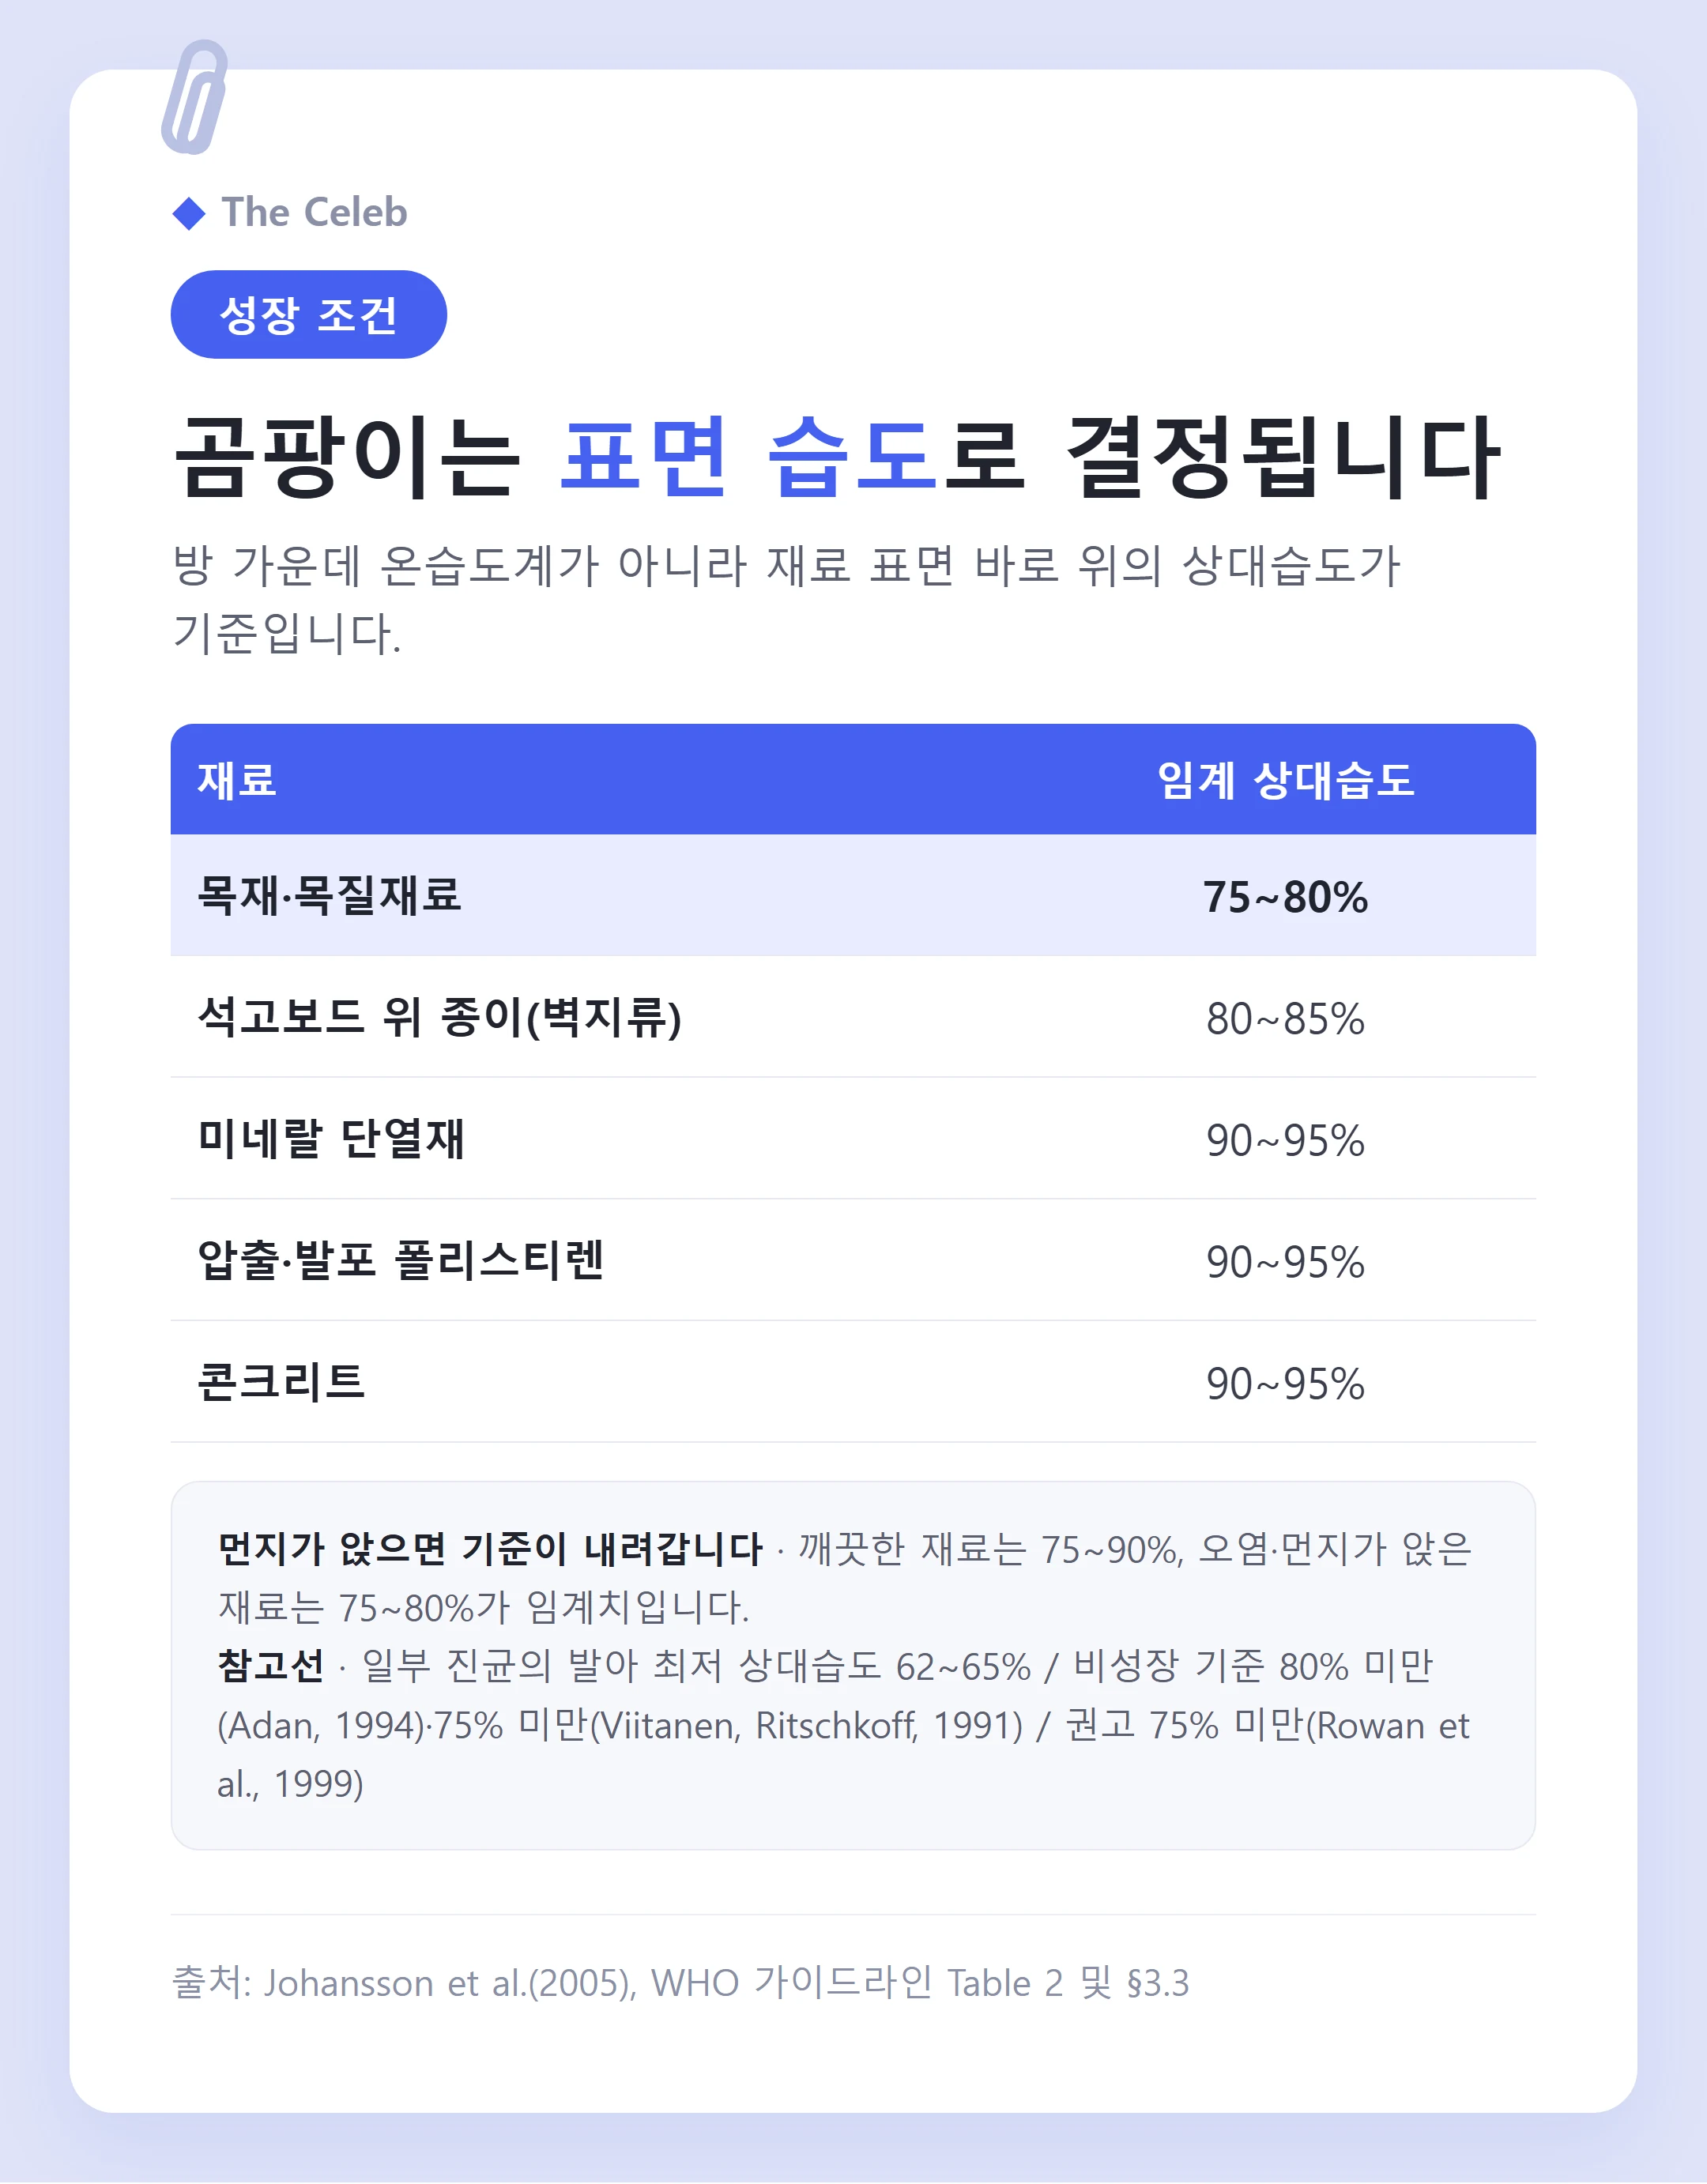 The Celeb
성장 조건
곰팡이는 표면 습도로 결정됩니다
방 가운데 온습도계가 아니라 재료 표면 바로 위의 상대습도가
기준입니다.
재료 임계 상대습도
목재·목질재료 75~80%
석고보드 위 종이(벽지류) 80~85%
미네랄 단열재 90~95%
압출·발포 폴리스티렌 90~95%
콘크리트 90~95%
먼지가 앉으면 기준이 내려갑니다 · 깨끗한 재료는 75~90%, 오염·먼지가 앉은
재료는 75~80%가 임계치입니다.
참고선 · 일부 진균의 발아 최저 상대습도 62~65% / 비성장 기준 80% 미만
(Adan, 1994)·75% 미만(Viitanen, Ritschkoff, 1991) / 권고 75% 미만(Rowan et
al., 1999)
출처: Johansson et al.(2005), WHO 가이드라인 Table 2 및 §3.3